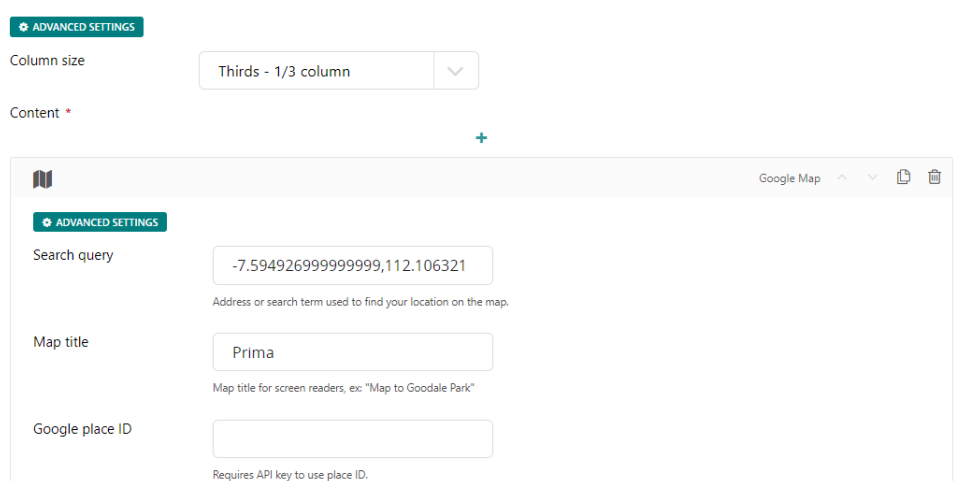 ADVANCED SETTINGS
Column size
Thirds - 1/3 column
Content *
Google Map
ADVANCED SETTINGS
Search query
-7.594926999999999,112.106321
Address or search term used to find your location on the map.
Map title
Prima
Map title for screen readers, ex: "Map to Goodale Park"
Google place ID
Requires API key to use place ID.